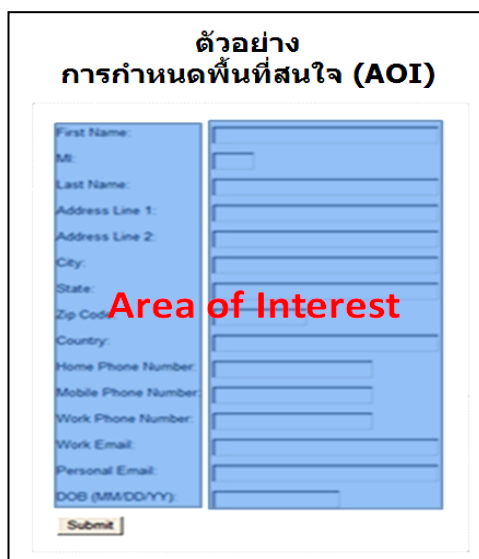 ตัวอย่าง
การกำหนดพื้นที่สนใจ (AOI)
First Name:
MI:
Last Name:
Address Line 1:
Address Line 2:
City:
State:
Area of Interest
Zip Code:
Country:
Home Phone Number:
Mobile Phone Number:
Work Phone Number:
Work Email:
Personal Email:
DOB (MM/DD/YY):
Submit